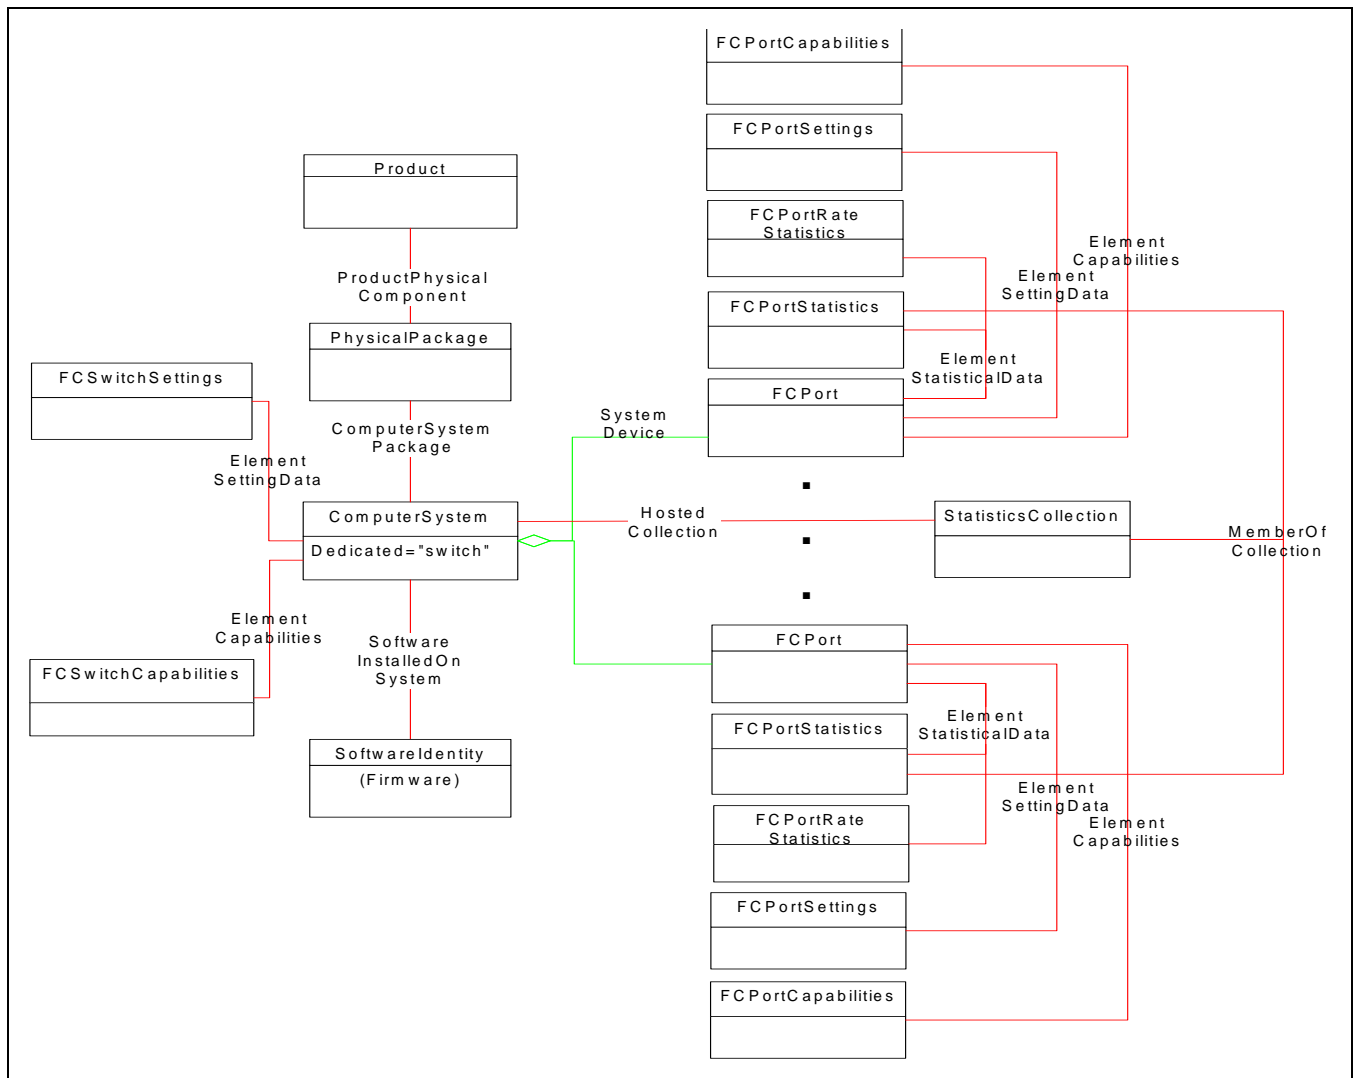 FCPortCapabilities
FCPortSettings
Product
FCPortRate
Statistics
Element
Capabilities
Element
SettingData
ProductPhysical
Component
FCPortStatistics
PhysicalPackage
Element
StatisticalData
FCSwitchSettings
FCPort
System
Device
ComputerSystem
Package
Element
SettingData
ComputerSystem
Dedicated="switch"
Hosted
Collection
StatisticsCollection
MemberOf
Collection
Element
Capabilities
Software
InstalledOn
System
FCPort
FCSwitchCapabilities
Element
StatisticalData
FCPortStatistics
SoftwareIdentity
(Firmware)
Element
SettingData
FCPortRate
Statistics
Element
Capabilities
FCPortSettings
FCPortCapabilities